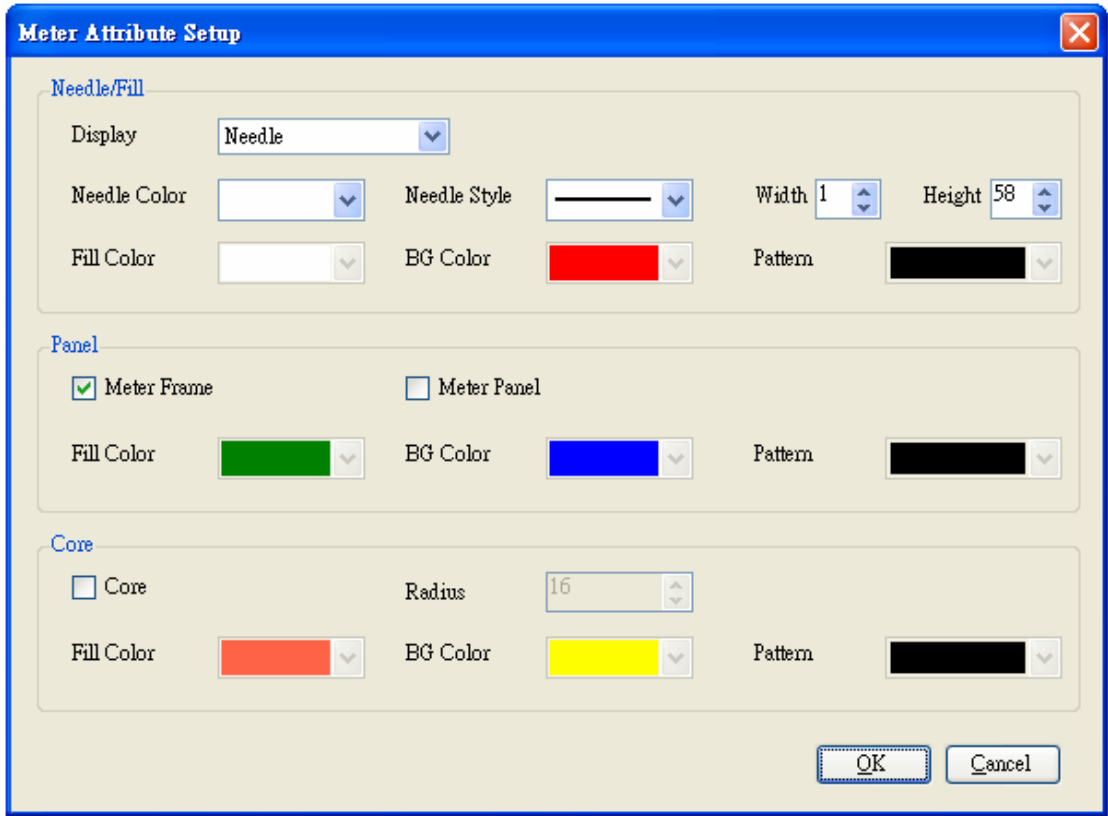 Meter Attribute Setup
Needle/Fill
Display Needle
Needle Color Needle Style Width 1 Height 58
Fill Color BG Color Pattern
Panel
Meter Frame Meter Panel
Fill Color BG Color Pattern
Core
Core Radius 16
Fill Color BG Color Pattern
OK Cancel